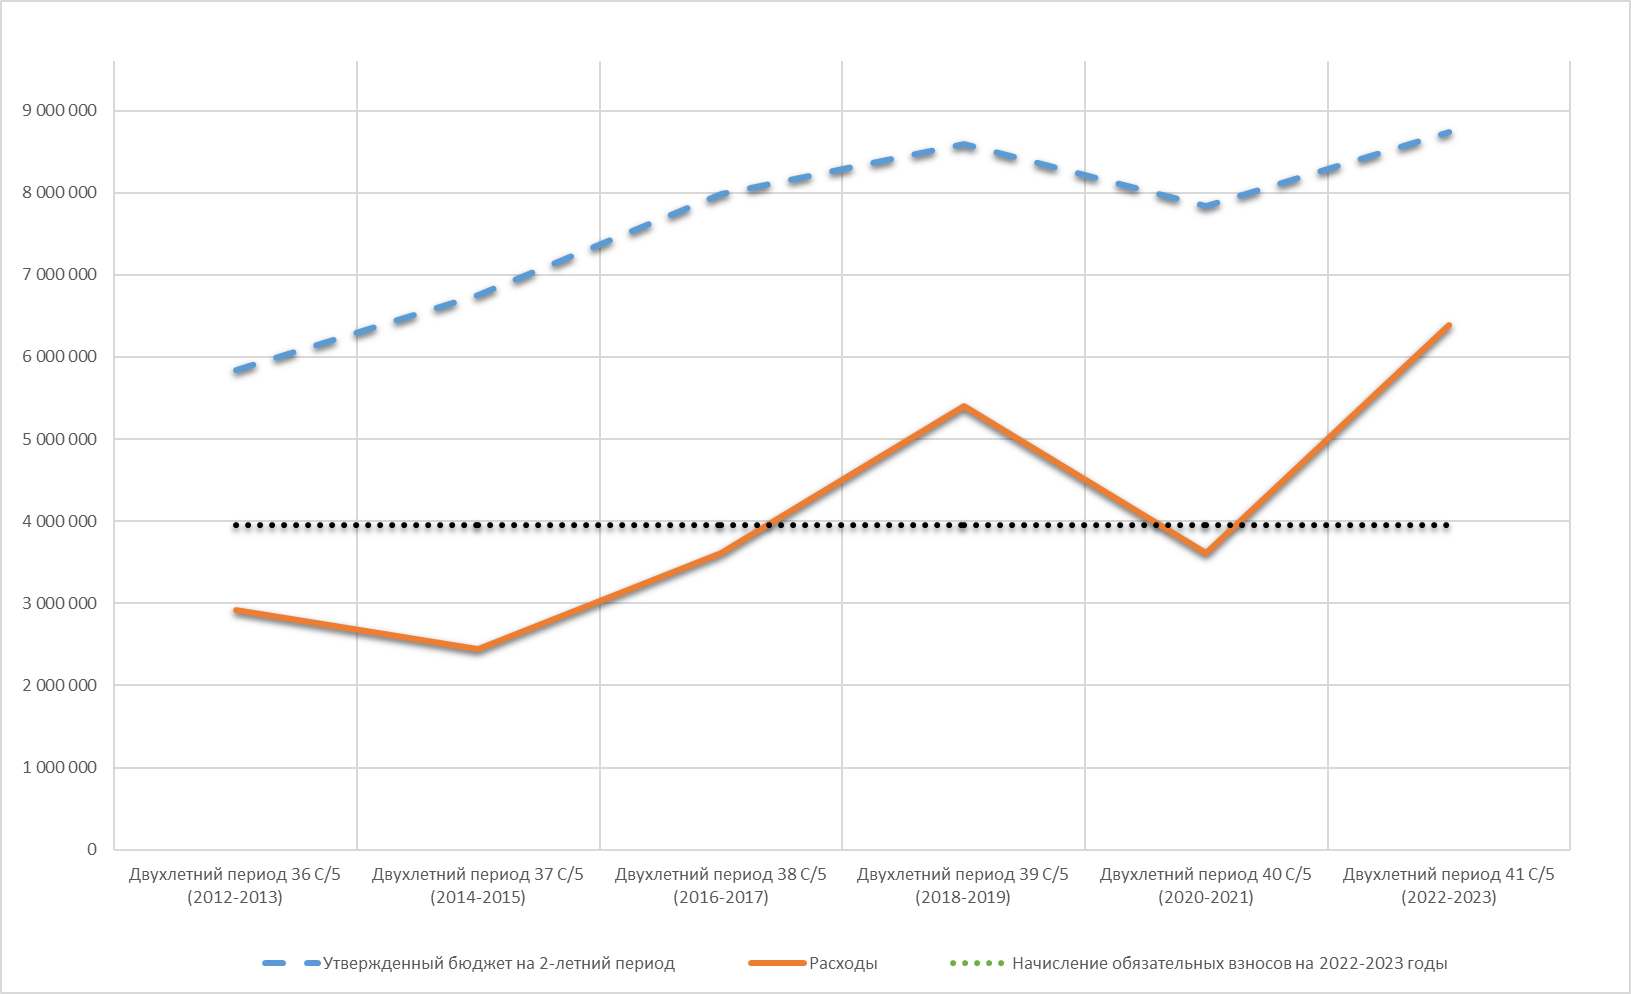 9 000 000
8 000 000
7 000 000
6 000 000
5 000 000
4 000 000
3 000 000
2 000 000
1 000 000
0
Двухлетний период 36 C/5
(2012-2013)
Двухлетний период 37 C/5
(2014-2015)
Двухлетний период 38 C/5
(2016-2017)
Двухлетний период 39 C/5
(2018-2019)
Двухлетний период 40 C/5
(2020-2021)
Двухлетний период 41 C/5
(2022-2023)
Утвержденный бюджет на 2-летний период
Расходы
Начисление обязательных взносов на 2022-2023 годы